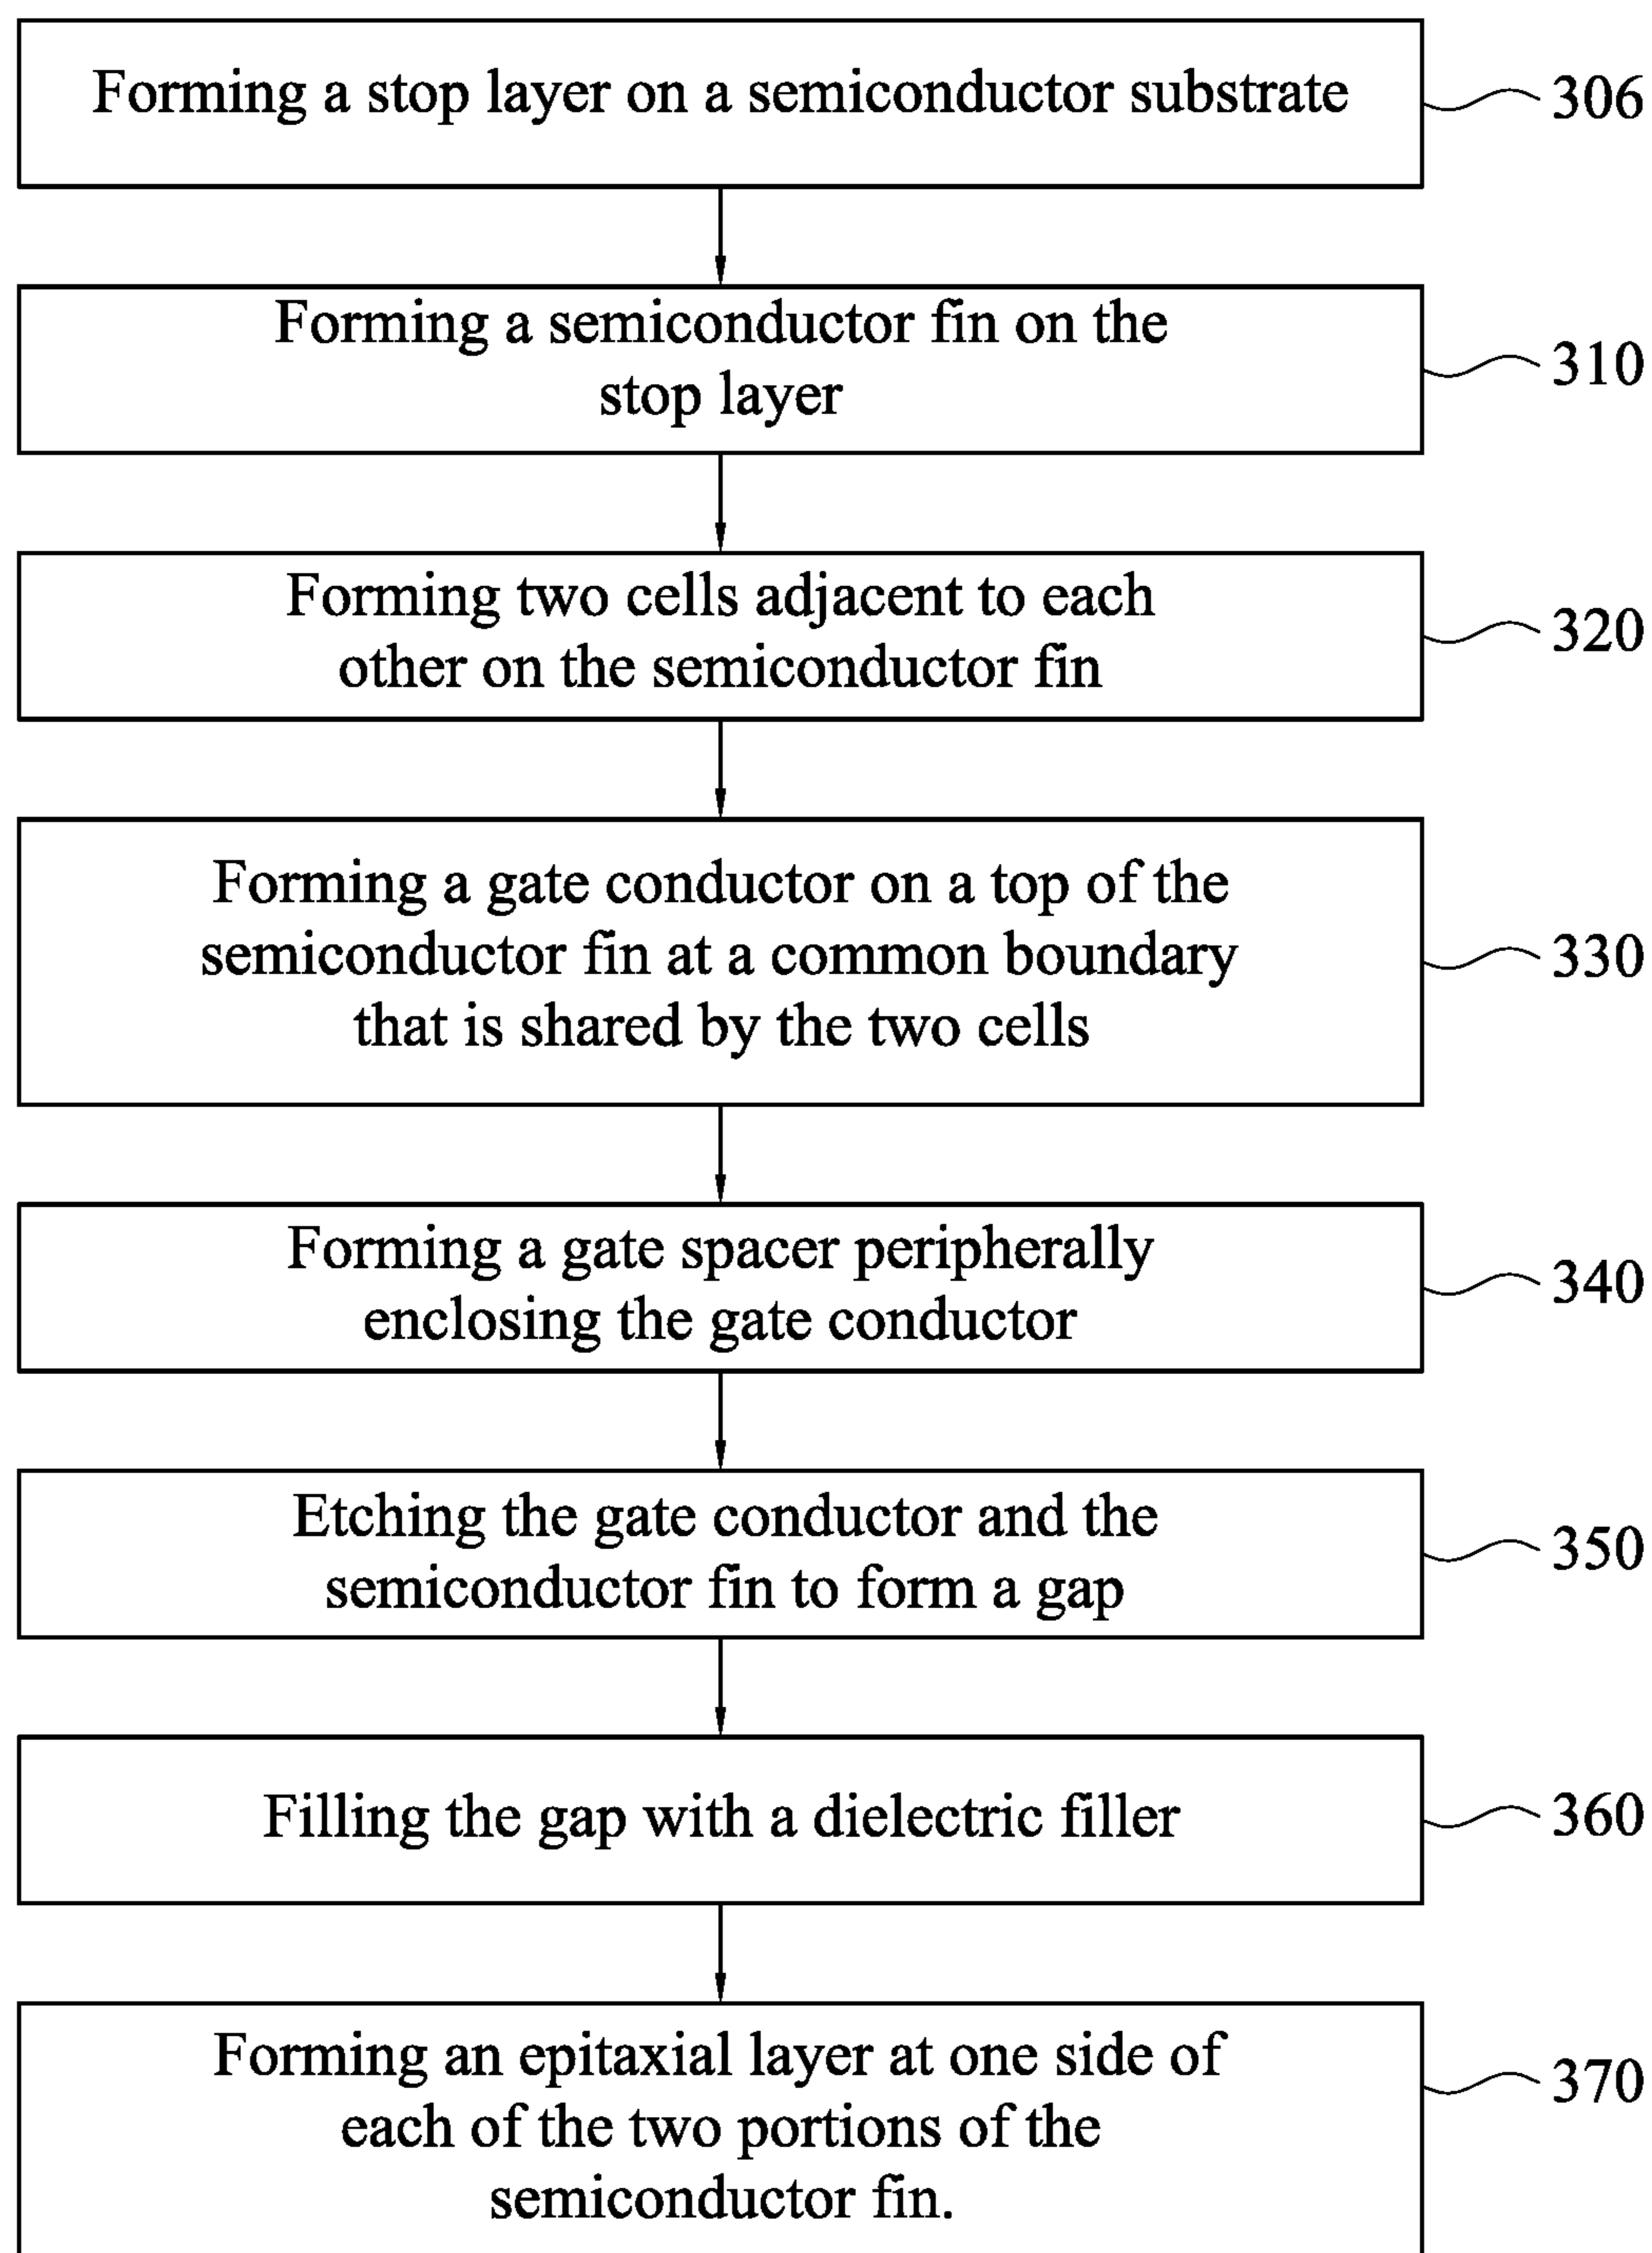 Forming a stop layer on a semiconductor substrate
306
Forming a semiconductor fin on the
stop layer
310
Forming two cells adjacent to each
other on the semiconductor fin
320
Forming a gate conductor on a top of the
semiconductor fin at a common boundary
that is shared by the two cells
330
Forming a gate spacer peripherally
enclosing the gate conductor
340
Etching the gate conductor and the
semiconductor fin to form a gap
350
Filling the gap with a dielectric filler
360
Forming an epitaxial layer at one side of
each of the two portions of the
semiconductor fin.
370